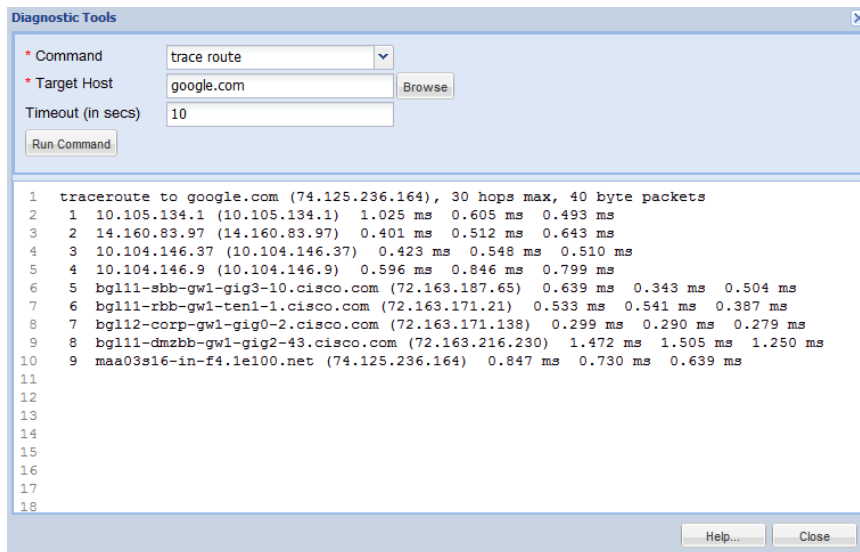 Diagnostic Tools
* Command trace route
* Target Host google.com Browse
Timeout (in secs) 10
Run Command
1 traceroute to google.com (74.125.236.164), 30 hops max, 40 byte packets
2 1 10.105.134.1 (10.105.134.1) 1.025 ms 0.605 ms 0.493 ms
3 2 14.160.83.97 (14.160.83.97) 0.401 ms 0.512 ms 0.643 ms
4 3 10.104.146.37 (10.104.146.37) 0.423 ms 0.548 ms 0.510 ms
5 4 10.104.146.9 (10.104.146.9) 0.596 ms 0.846 ms 0.799 ms
6 5 bgl11-sbb-gw1-gig3-10.cisco.com (72.163.187.65) 0.639 ms 0.343 ms 0.504 ms
7 6 bgl11-rbb-gw1-ten1-1.cisco.com (72.163.171.21) 0.533 ms 0.541 ms 0.387 ms
8 7 bgl12-corp-gw1-gig0-2.cisco.com (72.163.171.138) 0.299 ms 0.290 ms 0.279 ms
9 8 bgl11-dmzbb-gw1-gig2-43.cisco.com (72.163.216.230) 1.472 ms 1.505 ms 1.250 ms
10 9 maa03s16-in-f4.1e100.net (74.125.236.164) 0.847 ms 0.730 ms 0.639 ms
11
12
13
14
15
16
17
18
Help... Close